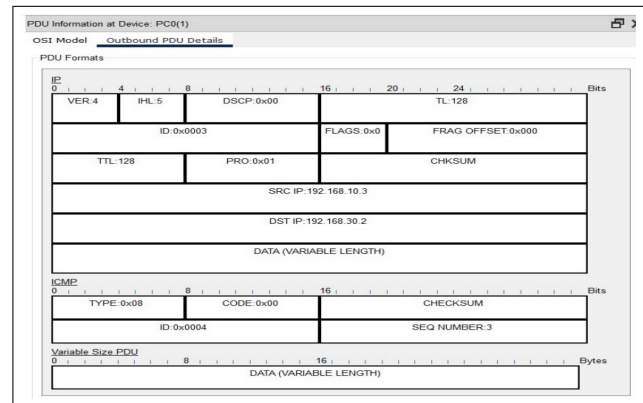 PDU Information at Device: PC0(1)
OSI Model Outbound PDU Details
PDU Formats
IP
0 4 8 16 20 24 Bits
VER:4 IHL:5 DSCP:0x00 TL:128
ID:0x0003 FLAGS:0x0 FRAG OFFSET:0x000
TTL:128 PRO:0x01 CHKSUM
SRC IP:192.168.10.3
DST IP:192.168.30.2
DATA (VARIABLE LENGTH)
ICMP
0 8 16 Bits
TYPE:0x08 CODE:0x00 CHECKSUM
ID:0x0004 SEQ NUMBER:3
Variable Size PDU
0 8 16 Bytes
DATA (VARIABLE LENGTH)